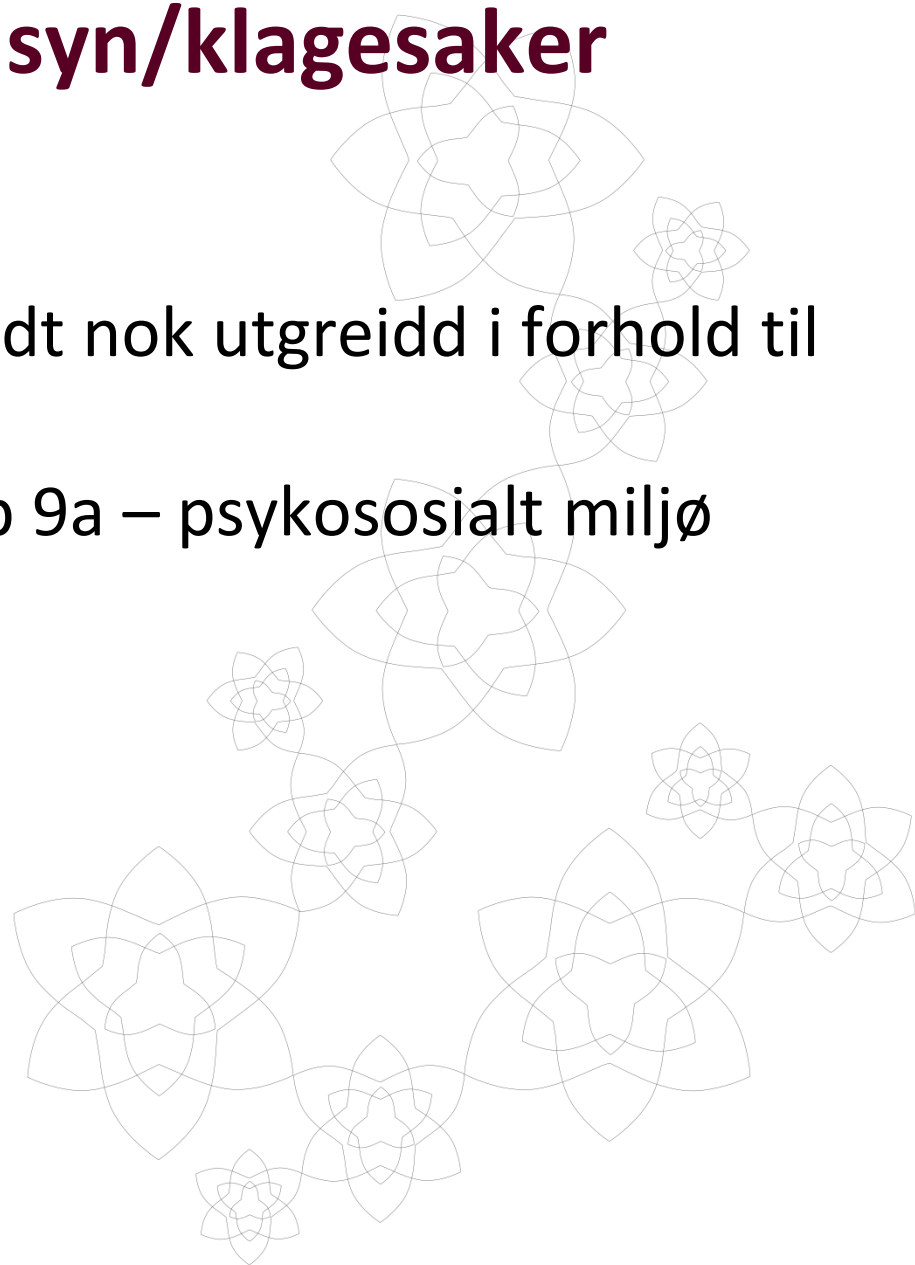 syn/klagesaker
dt nok utgreidd i forhold til
9a – psykososialt miljø